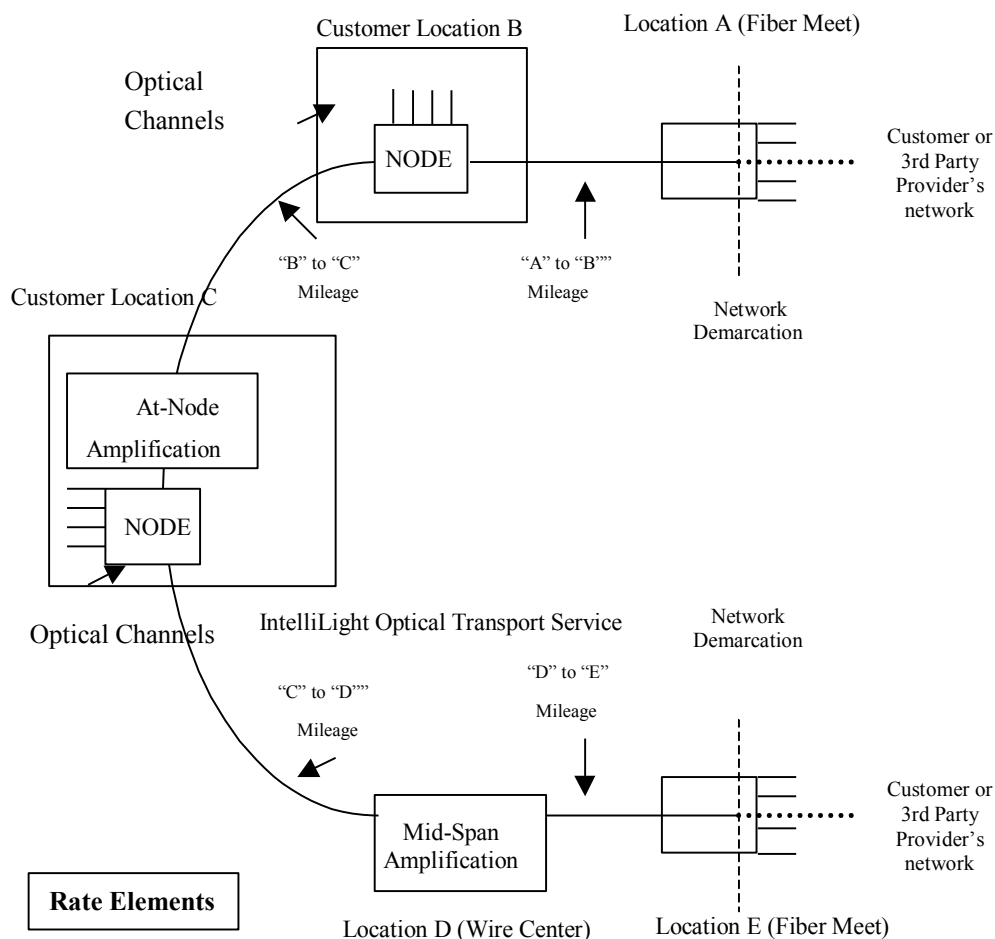 Customer Location B
Location A (Fiber Meet)
Optical
Channels
NODE
Customer or
3rd Party
Provider’s
network
“B” to “C”
Mileage
“A” to “B””
Mileage
Customer Location C
Network
Demarcation
At-Node
Amplification
NODE
Optical Channels
IntelliLight Optical Transport Service
Network
Demarcation
“C” to “D””
Mileage
“D” to “E”
Mileage
Mid-Span
Amplification
Customer or
3rd Party
Provider’s
network
Rate Elements
Location D (Wire Center)
Location E (Fiber Meet)